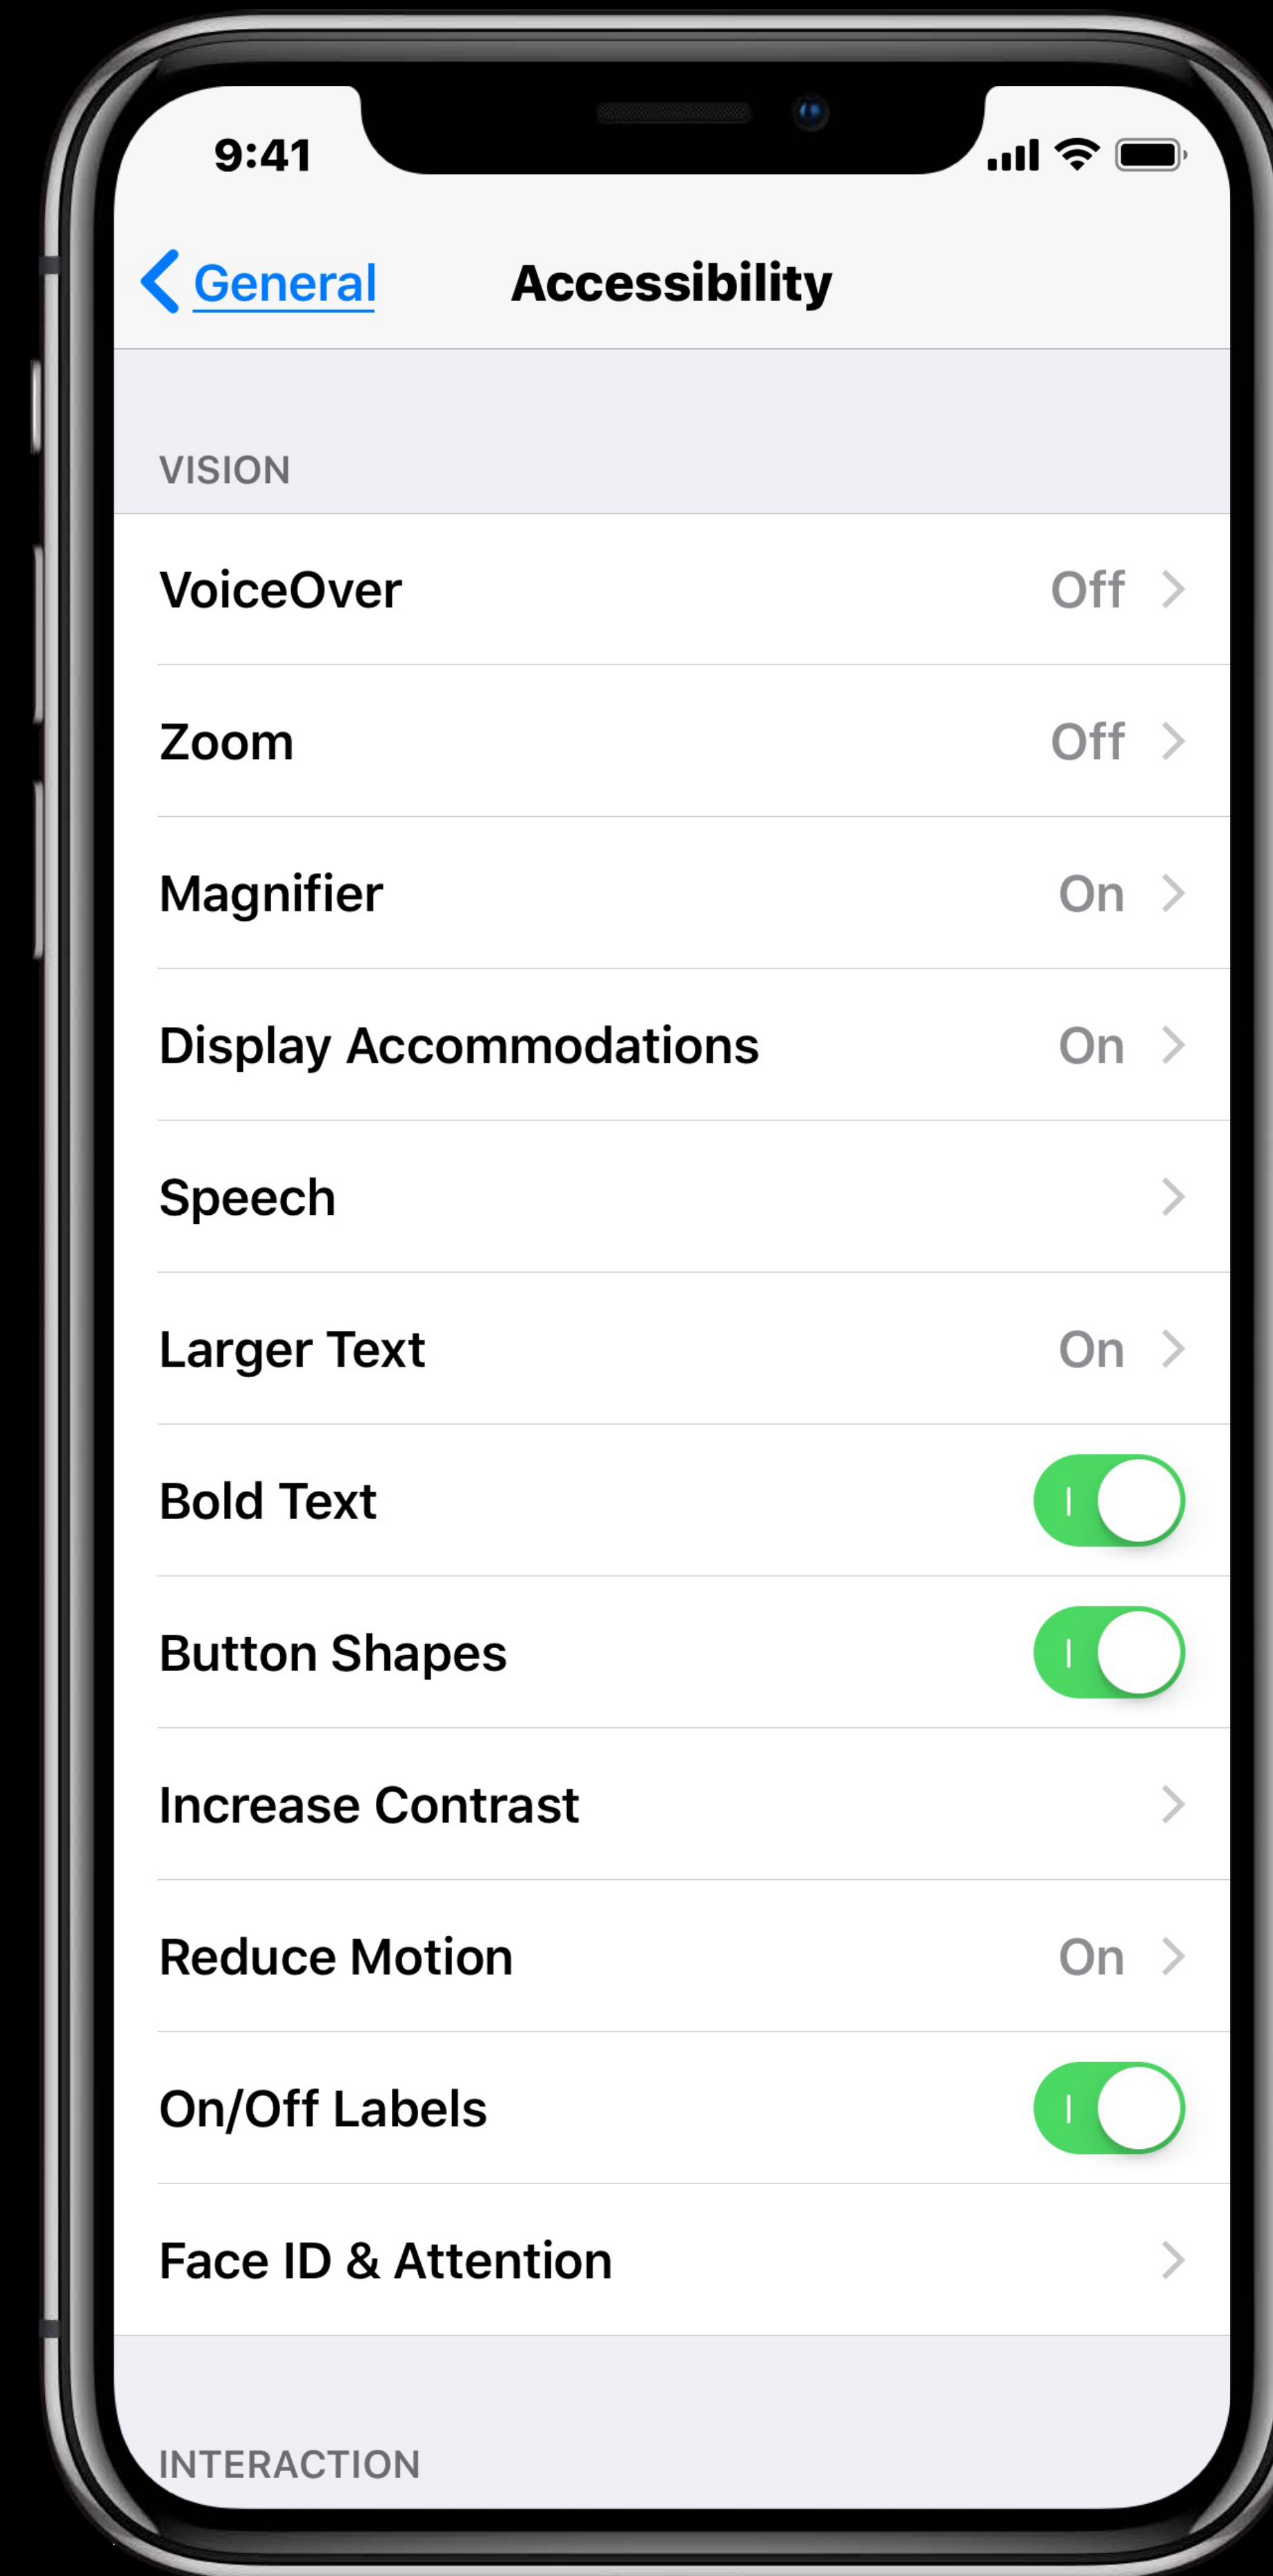 9:41
General Accessibility
VISION
VoiceOver Off
Zoom Off
Magnifier On
Display Accommodations On
Speech
Larger Text On
Bold Text
Button Shapes
Increase Contrast
Reduce Motion On
On/Off Labels
Face ID & Attention
INTERACTION